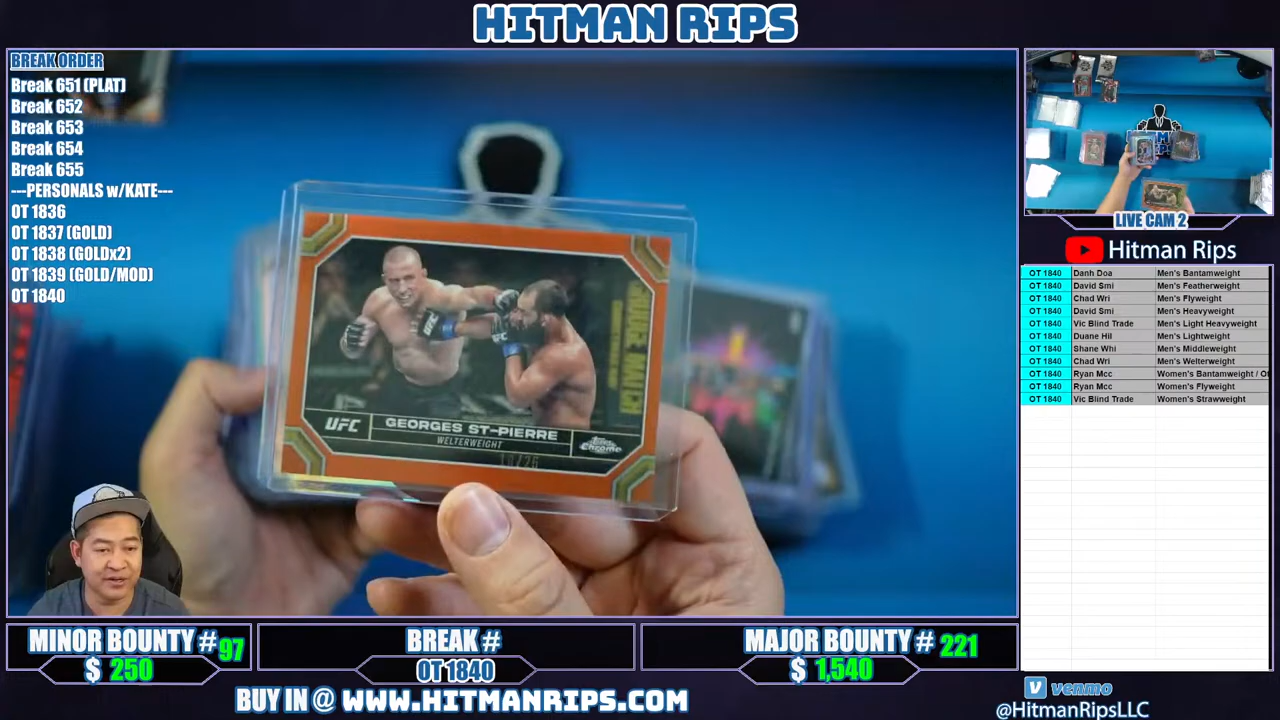 HITMAN RIPS
BREAK ORDER
Break 651 (PLAT)
Break 652
Break 653
Break 654
Break 655
---PERSONALS w/KATE---
OT 1836
OT 1837 (GOLD)
OT 1838 (GOLDx2)
OT 1839 (GOLD/MOD)
OT 1840
UFC
GEORGES ST-PIERRE
WELTERWEIGHT
Topps Chrome
LIVE CAM 2
Hitman Rips
OT 1840 Danh Doa Men's Bantamweight
OT 1840 David Smi Men's Featherweight
OT 1840 Chad Wri Men's Flyweight
OT 1840 David Smi Men's Heavyweight
OT 1840 Vic Blind Trade Men's Light Heavyweight
OT 1840 Duane Hil Men's Lightweight
OT 1840 Shane Whi Men's Middleweight
OT 1840 Chad Wri Men's Welterweight
OT 1840 Ryan Mcc Women's Bantamweight / Ot
OT 1840 Ryan Mcc Women's Flyweight
OT 1840 Vic Blind Trade Women's Strawweight
MINOR BOUNTY # 97
$ 250
BREAK #
OT 1840
MAJOR BOUNTY # 221
$ 1,540
BUY IN @ WWW.HITMANRIPS.COM
venmo
@HitmanRipsLLC